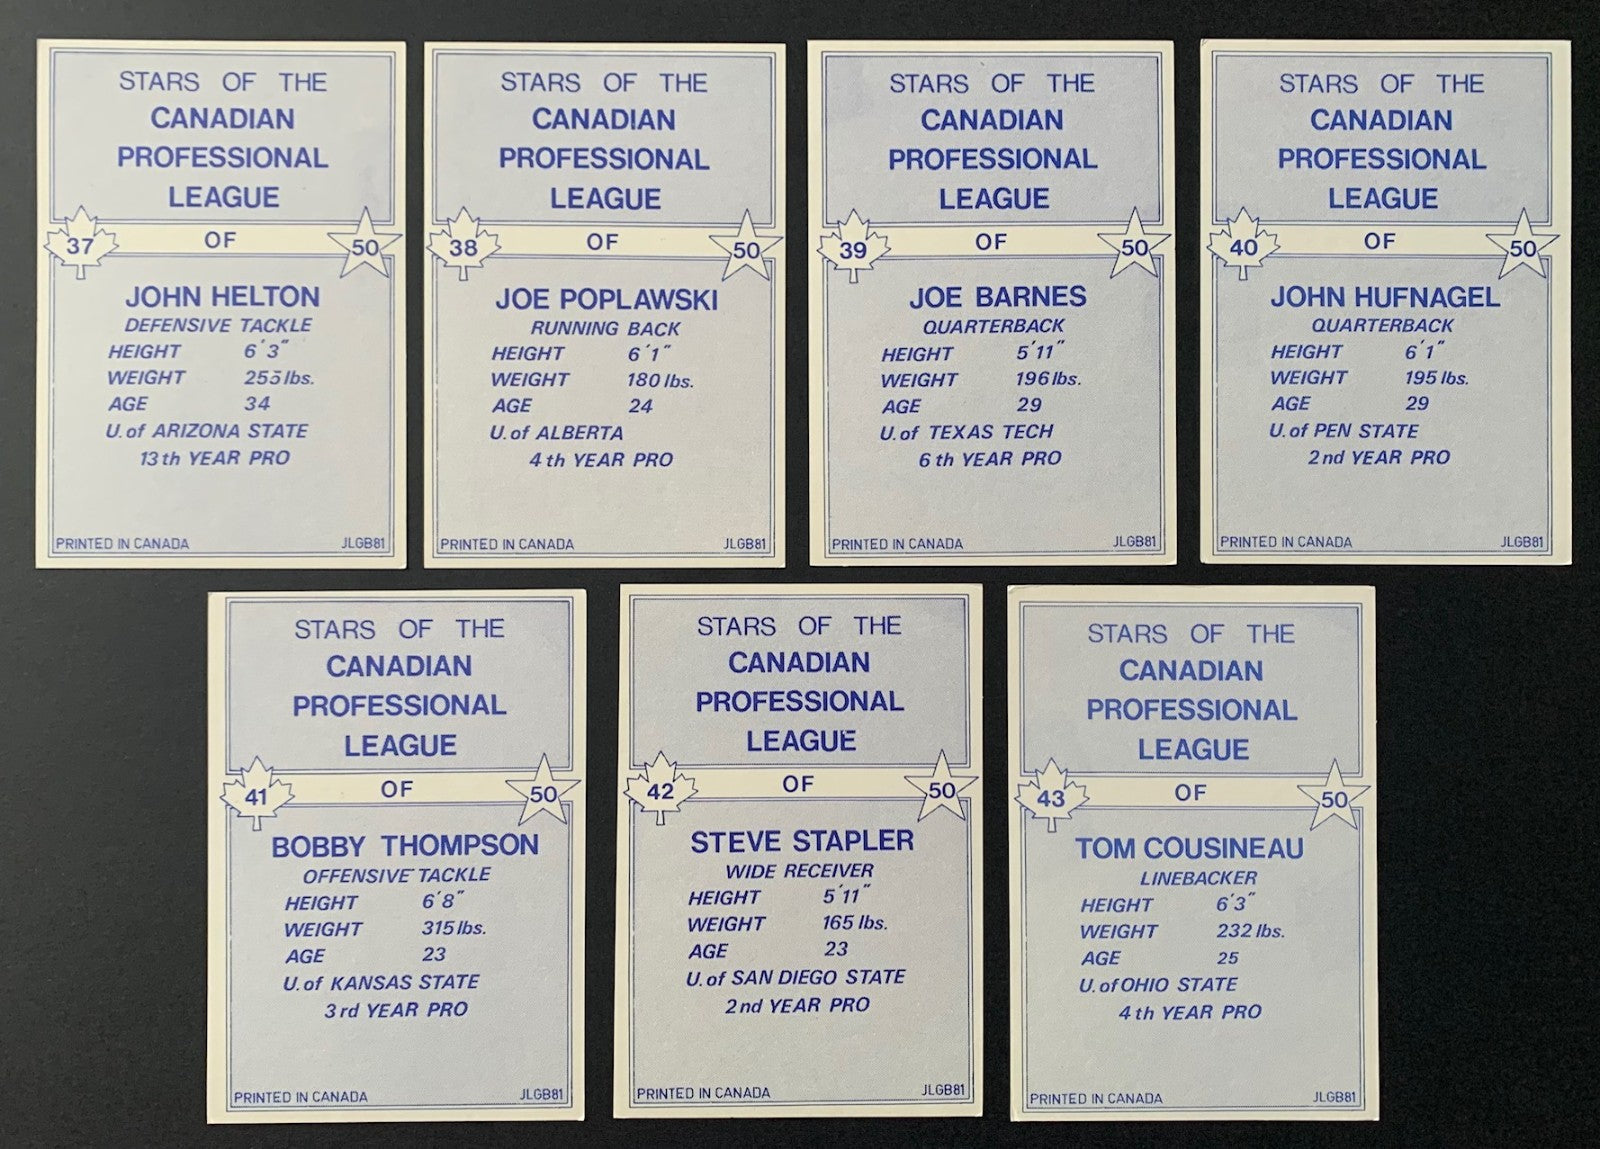 STARS OF THE
CANADIAN
PROFESSIONAL
LEAGUE
37 OF 50
JOHN HELTON
DEFENSIVE TACKLE
HEIGHT 6'3"
WEIGHT 255 lbs.
AGE 34
U. of ARIZONA STATE
13 th YEAR PRO
PRINTED IN CANADA JLGB81
STARS OF THE
CANADIAN
PROFESSIONAL
LEAGUE
38 OF 50
JOE POPLAWSKI
RUNNING BACK
HEIGHT 6'1"
WEIGHT 180 lbs.
AGE 24
U. of ALBERTA
4 th YEAR PRO
PRINTED IN CANADA JLGB81
STARS OF THE
CANADIAN
PROFESSIONAL
LEAGUE
39 OF 50
JOE BARNES
QUARTERBACK
HEIGHT 5'11"
WEIGHT 196 lbs.
AGE 29
U. of TEXAS TECH
6 th YEAR PRO
PRINTED IN CANADA JLGB81
STARS OF THE
CANADIAN
PROFESSIONAL
LEAGUE
40 OF 50
JOHN HUFNAGEL
QUARTERBACK
HEIGHT 6'1"
WEIGHT 195 lbs.
AGE 29
U. of PEN STATE
2nd YEAR PRO
PRINTED IN CANADA JLGB81
STARS OF THE
CANADIAN
PROFESSIONAL
LEAGUE
41 OF 50
BOBBY THOMPSON
OFFENSIVE TACKLE
HEIGHT 6'8"
WEIGHT 315 lbs.
AGE 23
U. of KANSAS STATE
3rd YEAR PRO
PRINTED IN CANADA JLGB81
STARS OF THE
CANADIAN
PROFESSIONAL
LEAGUE
42 OF 50
STEVE STAPLER
WIDE RECEIVER
HEIGHT 5'11"
WEIGHT 165 lbs.
AGE 23
U. of SAN DIEGO STATE
2nd YEAR PRO
PRINTED IN CANADA JLGB81
STARS OF THE
CANADIAN
PROFESSIONAL
LEAGUE
43 OF 50
TOM COUSINEAU
LINEBACKER
HEIGHT 6'3"
WEIGHT 232 lbs.
AGE 25
U. of OHIO STATE
4 th YEAR PRO
PRINTED IN CANADA JLGB81